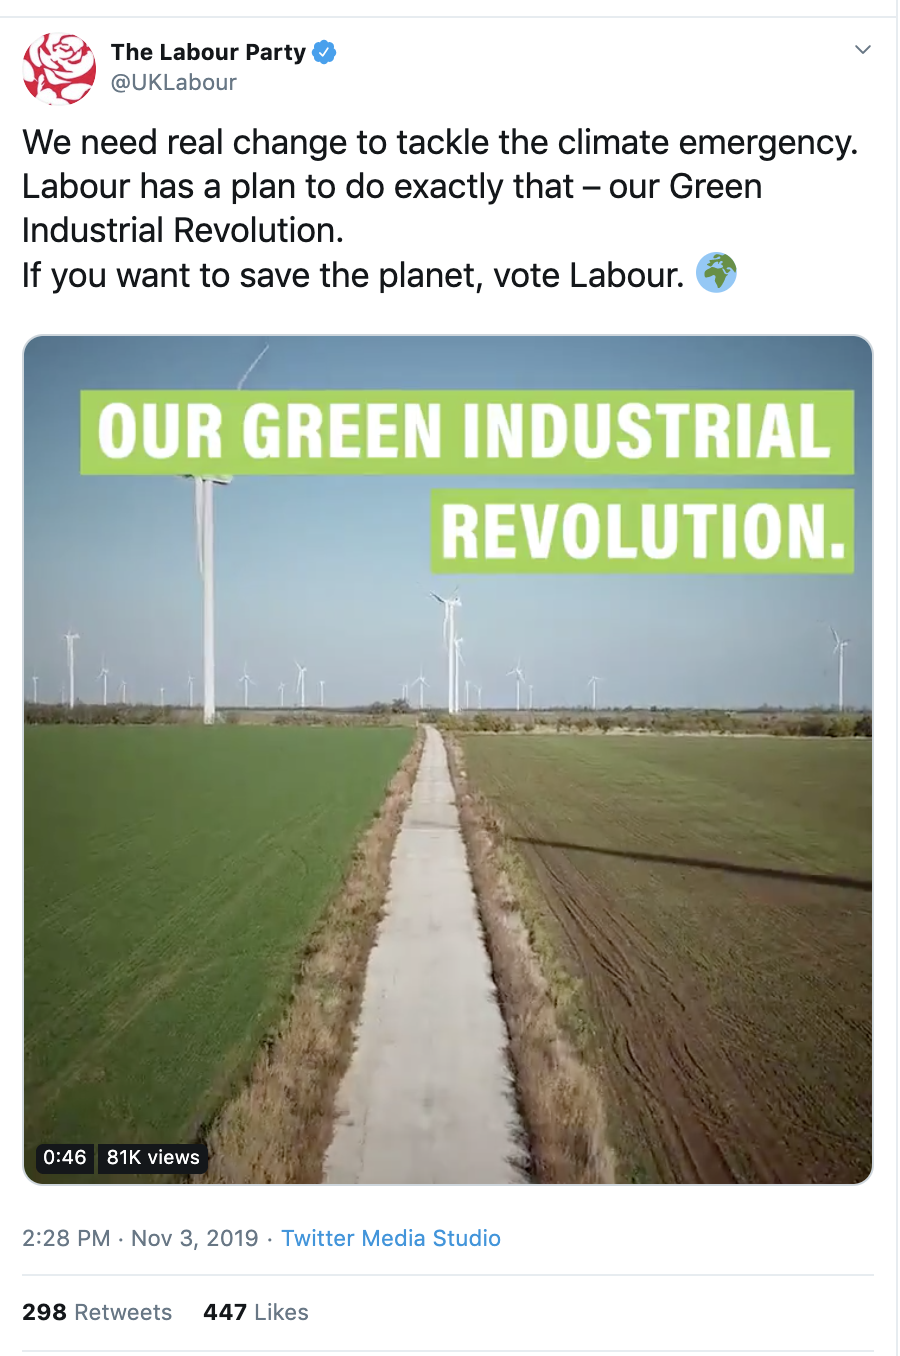 The Labour Party
@UKLabour
We need real change to tackle the climate emergency.
Labour has a plan to do exactly that – our Green
Industrial Revolution.
If you want to save the planet, vote Labour. 🌍
OUR GREEN INDUSTRIAL
REVOLUTION.
0:46 81K views
2:28 PM · Nov 3, 2019 · Twitter Media Studio
298 Retweets 447 Likes